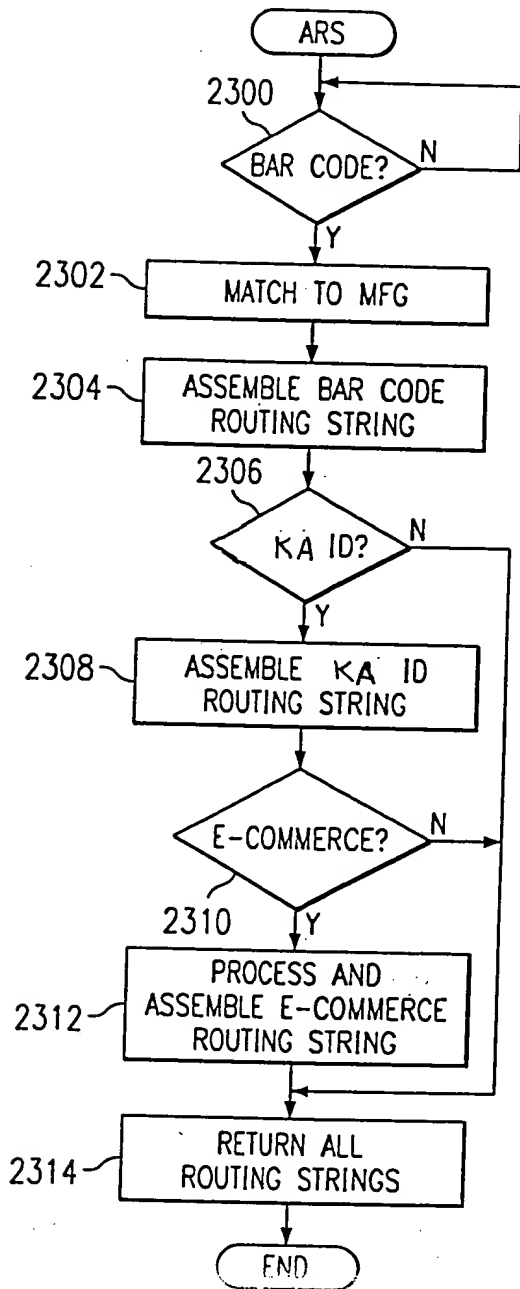 ARS
2300
BAR CODE?
N
Y
2302
MATCH TO MFG
2304
ASSEMBLE BAR CODE
ROUTING STRING
2306
KA ID?
N
Y
2308
ASSEMBLE KA ID
ROUTING STRING
E-COMMERCE?
N
2310
Y
2312
PROCESS AND
ASSEMBLE E-COMMERCE
ROUTING STRING
2314
RETURN ALL
ROUTING STRINGS
END